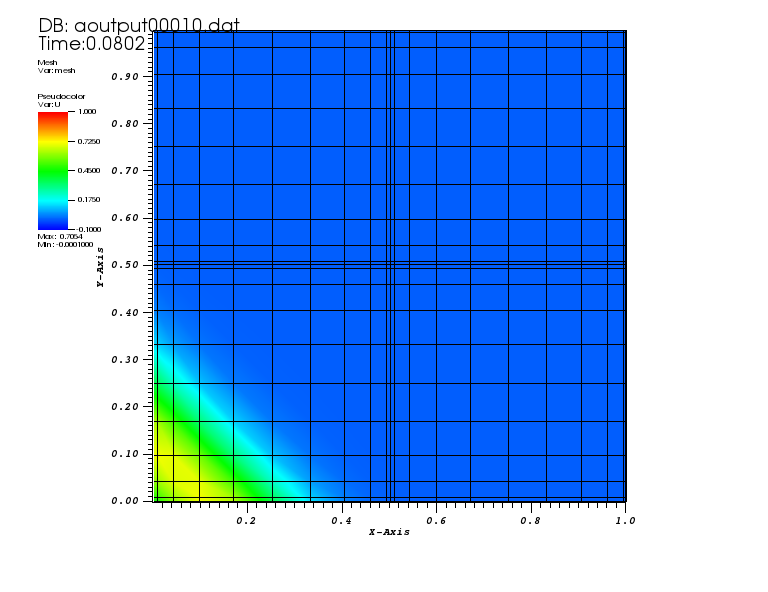 DB: aoutput00010.dat
Time:0.0802
Mesh
Var: mesh
Pseudocolor
Var: U
1.000
0.7250
0.4500
0.1750
-0.1000
Max: 0.7054
Min: -0.0001000
Y-Axis
0.90
0.80
0.70
0.60
0.50
0.40
0.30
0.20
0.10
0.00
0.2
0.4
0.6
0.8
1.0
X-Axis